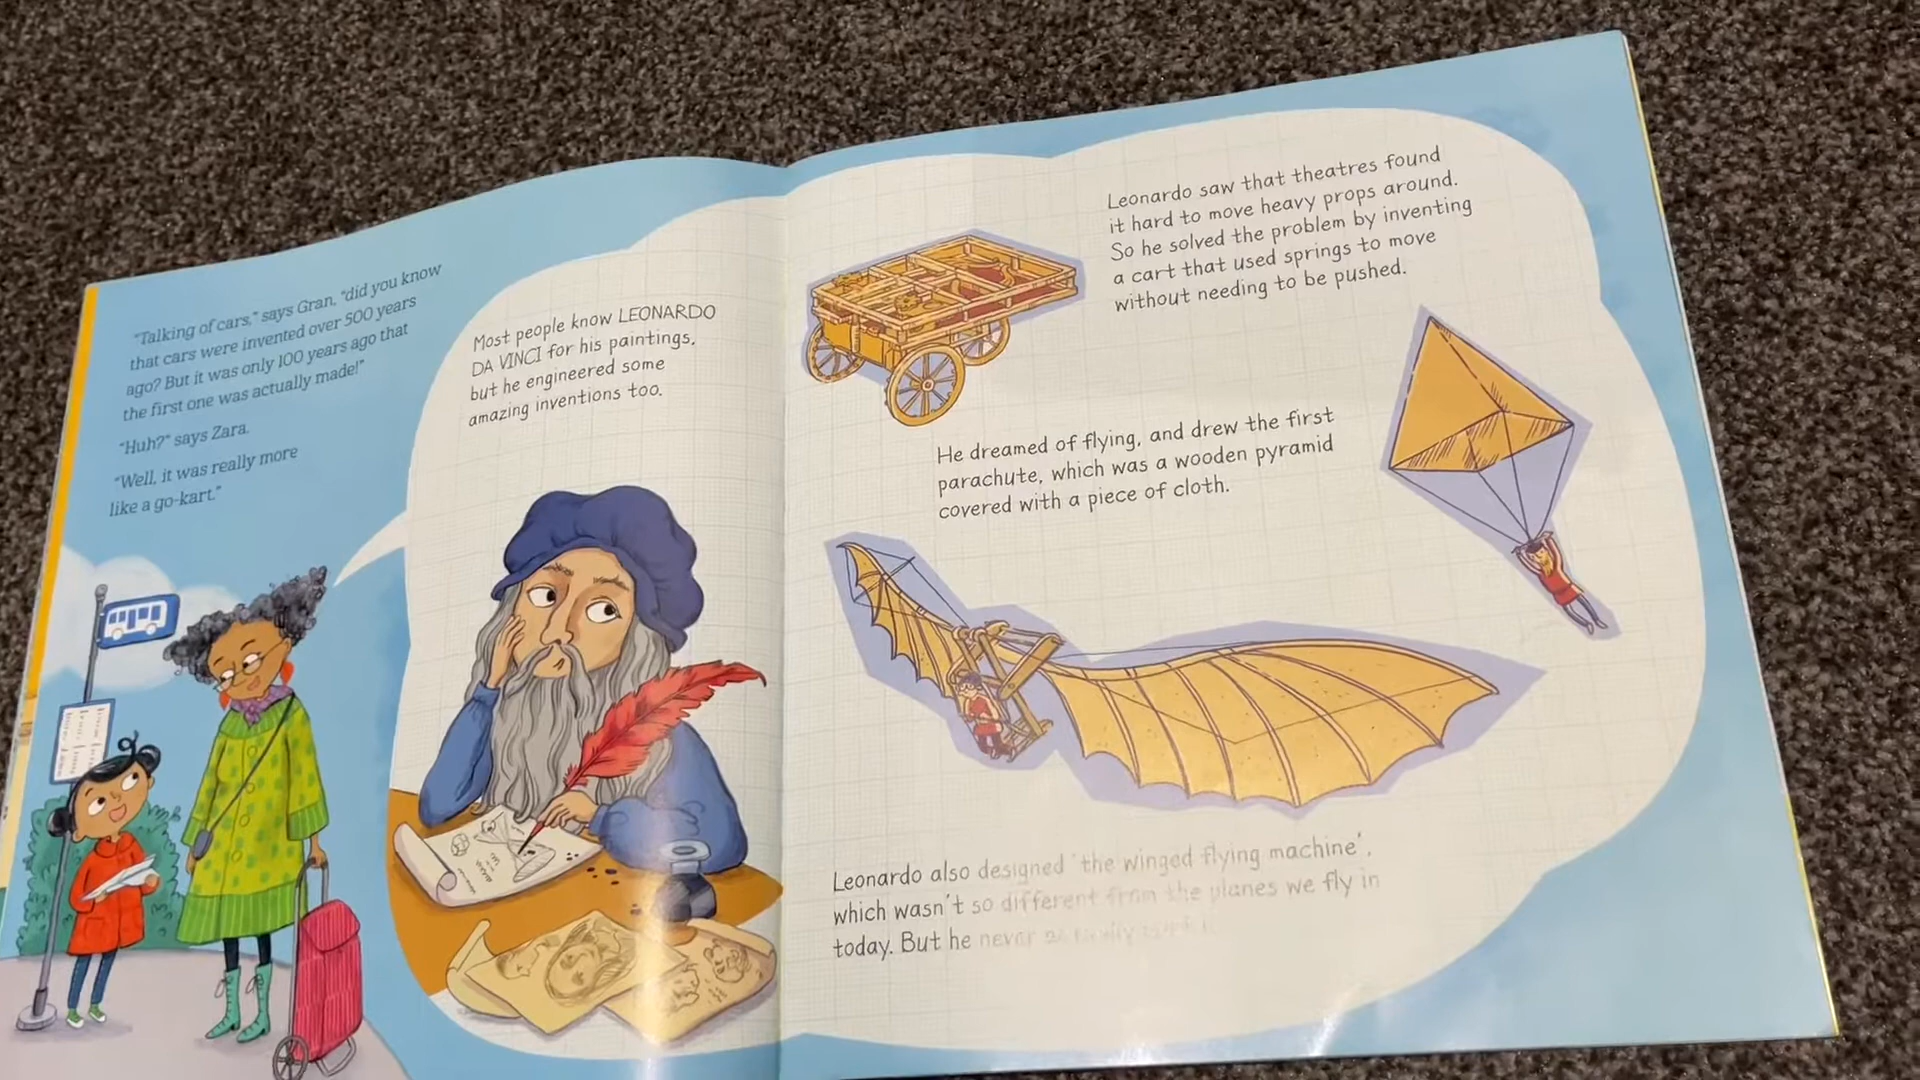 "Talking of cars," says Gran, "did you know
that cars were invented over 500 years
ago? But it was only 100 years ago that
the first one was actually made!"
"Huh?" says Zara.
"Well, it was really more
like a go-kart."
Most people know LEONARDO
DA VINCI for his paintings,
but he engineered some
amazing inventions too.
Leonardo saw that theatres found
it hard to move heavy props around.
So he solved the problem by inventing
a cart that used springs to move
without needing to be pushed.
He dreamed of flying, and drew the first
parachute, which was a wooden pyramid
covered with a piece of cloth.
Leonardo also designed 'the winged flying machine',
which wasn't so different from the planes we fly in
today. But he never